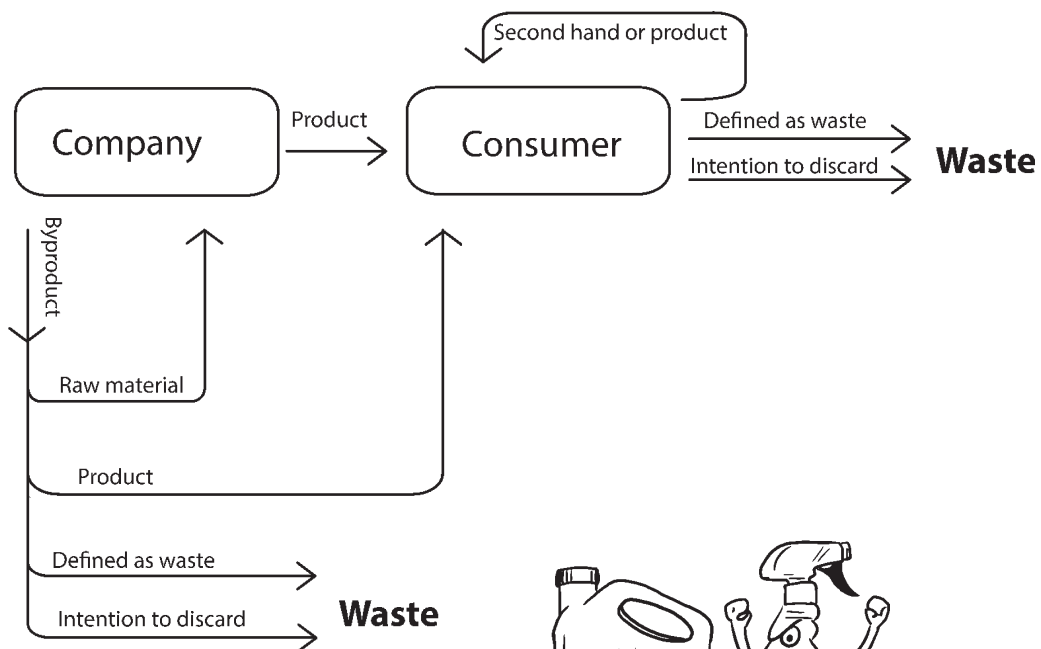 Second hand or product
Company
Product
Consumer
Defined as waste
Intention to discard
Waste
Byproduct
Raw material
Product
Defined as waste
Intention to discard
Waste